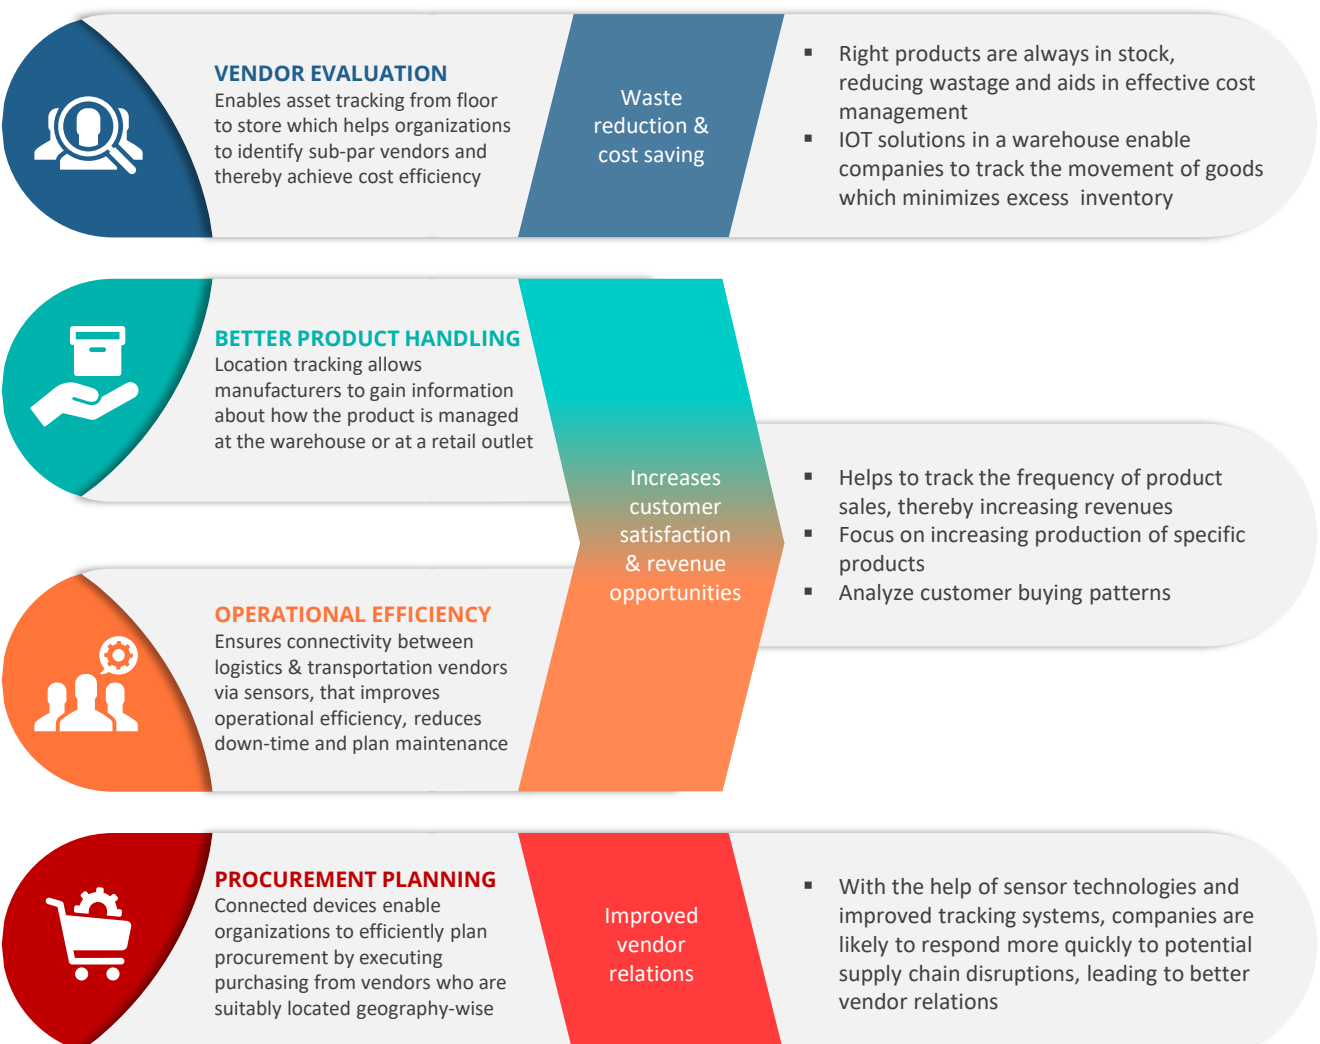 VENDOR EVALUATION
Enables asset tracking from floor
to store which helps organizations
to identify sub-par vendors and
thereby achieve cost efficiency
Waste
reduction &
cost saving
▪ Right products are always in stock,
reducing wastage and aids in effective cost
management
▪ IOT solutions in a warehouse enable
companies to track the movement of goods
which minimizes excess inventory
BETTER PRODUCT HANDLING
Location tracking allows
manufacturers to gain information
about how the product is managed
at the warehouse or at a retail outlet
OPERATIONAL EFFICIENCY
Ensures connectivity between
logistics & transportation vendors
via sensors, that improves
operational efficiency, reduces
down-time and plan maintenance
Increases
customer
satisfaction
& revenue
opportunities
▪ Helps to track the frequency of product
sales, thereby increasing revenues
▪ Focus on increasing production of specific
products
▪ Analyze customer buying patterns
PROCUREMENT PLANNING
Connected devices enable
organizations to efficiently plan
procurement by executing
purchasing from vendors who are
suitably located geography-wise
Improved
vendor
relations
▪ With the help of sensor technologies and
improved tracking systems, companies are
likely to respond more quickly to potential
supply chain disruptions, leading to better
vendor relations